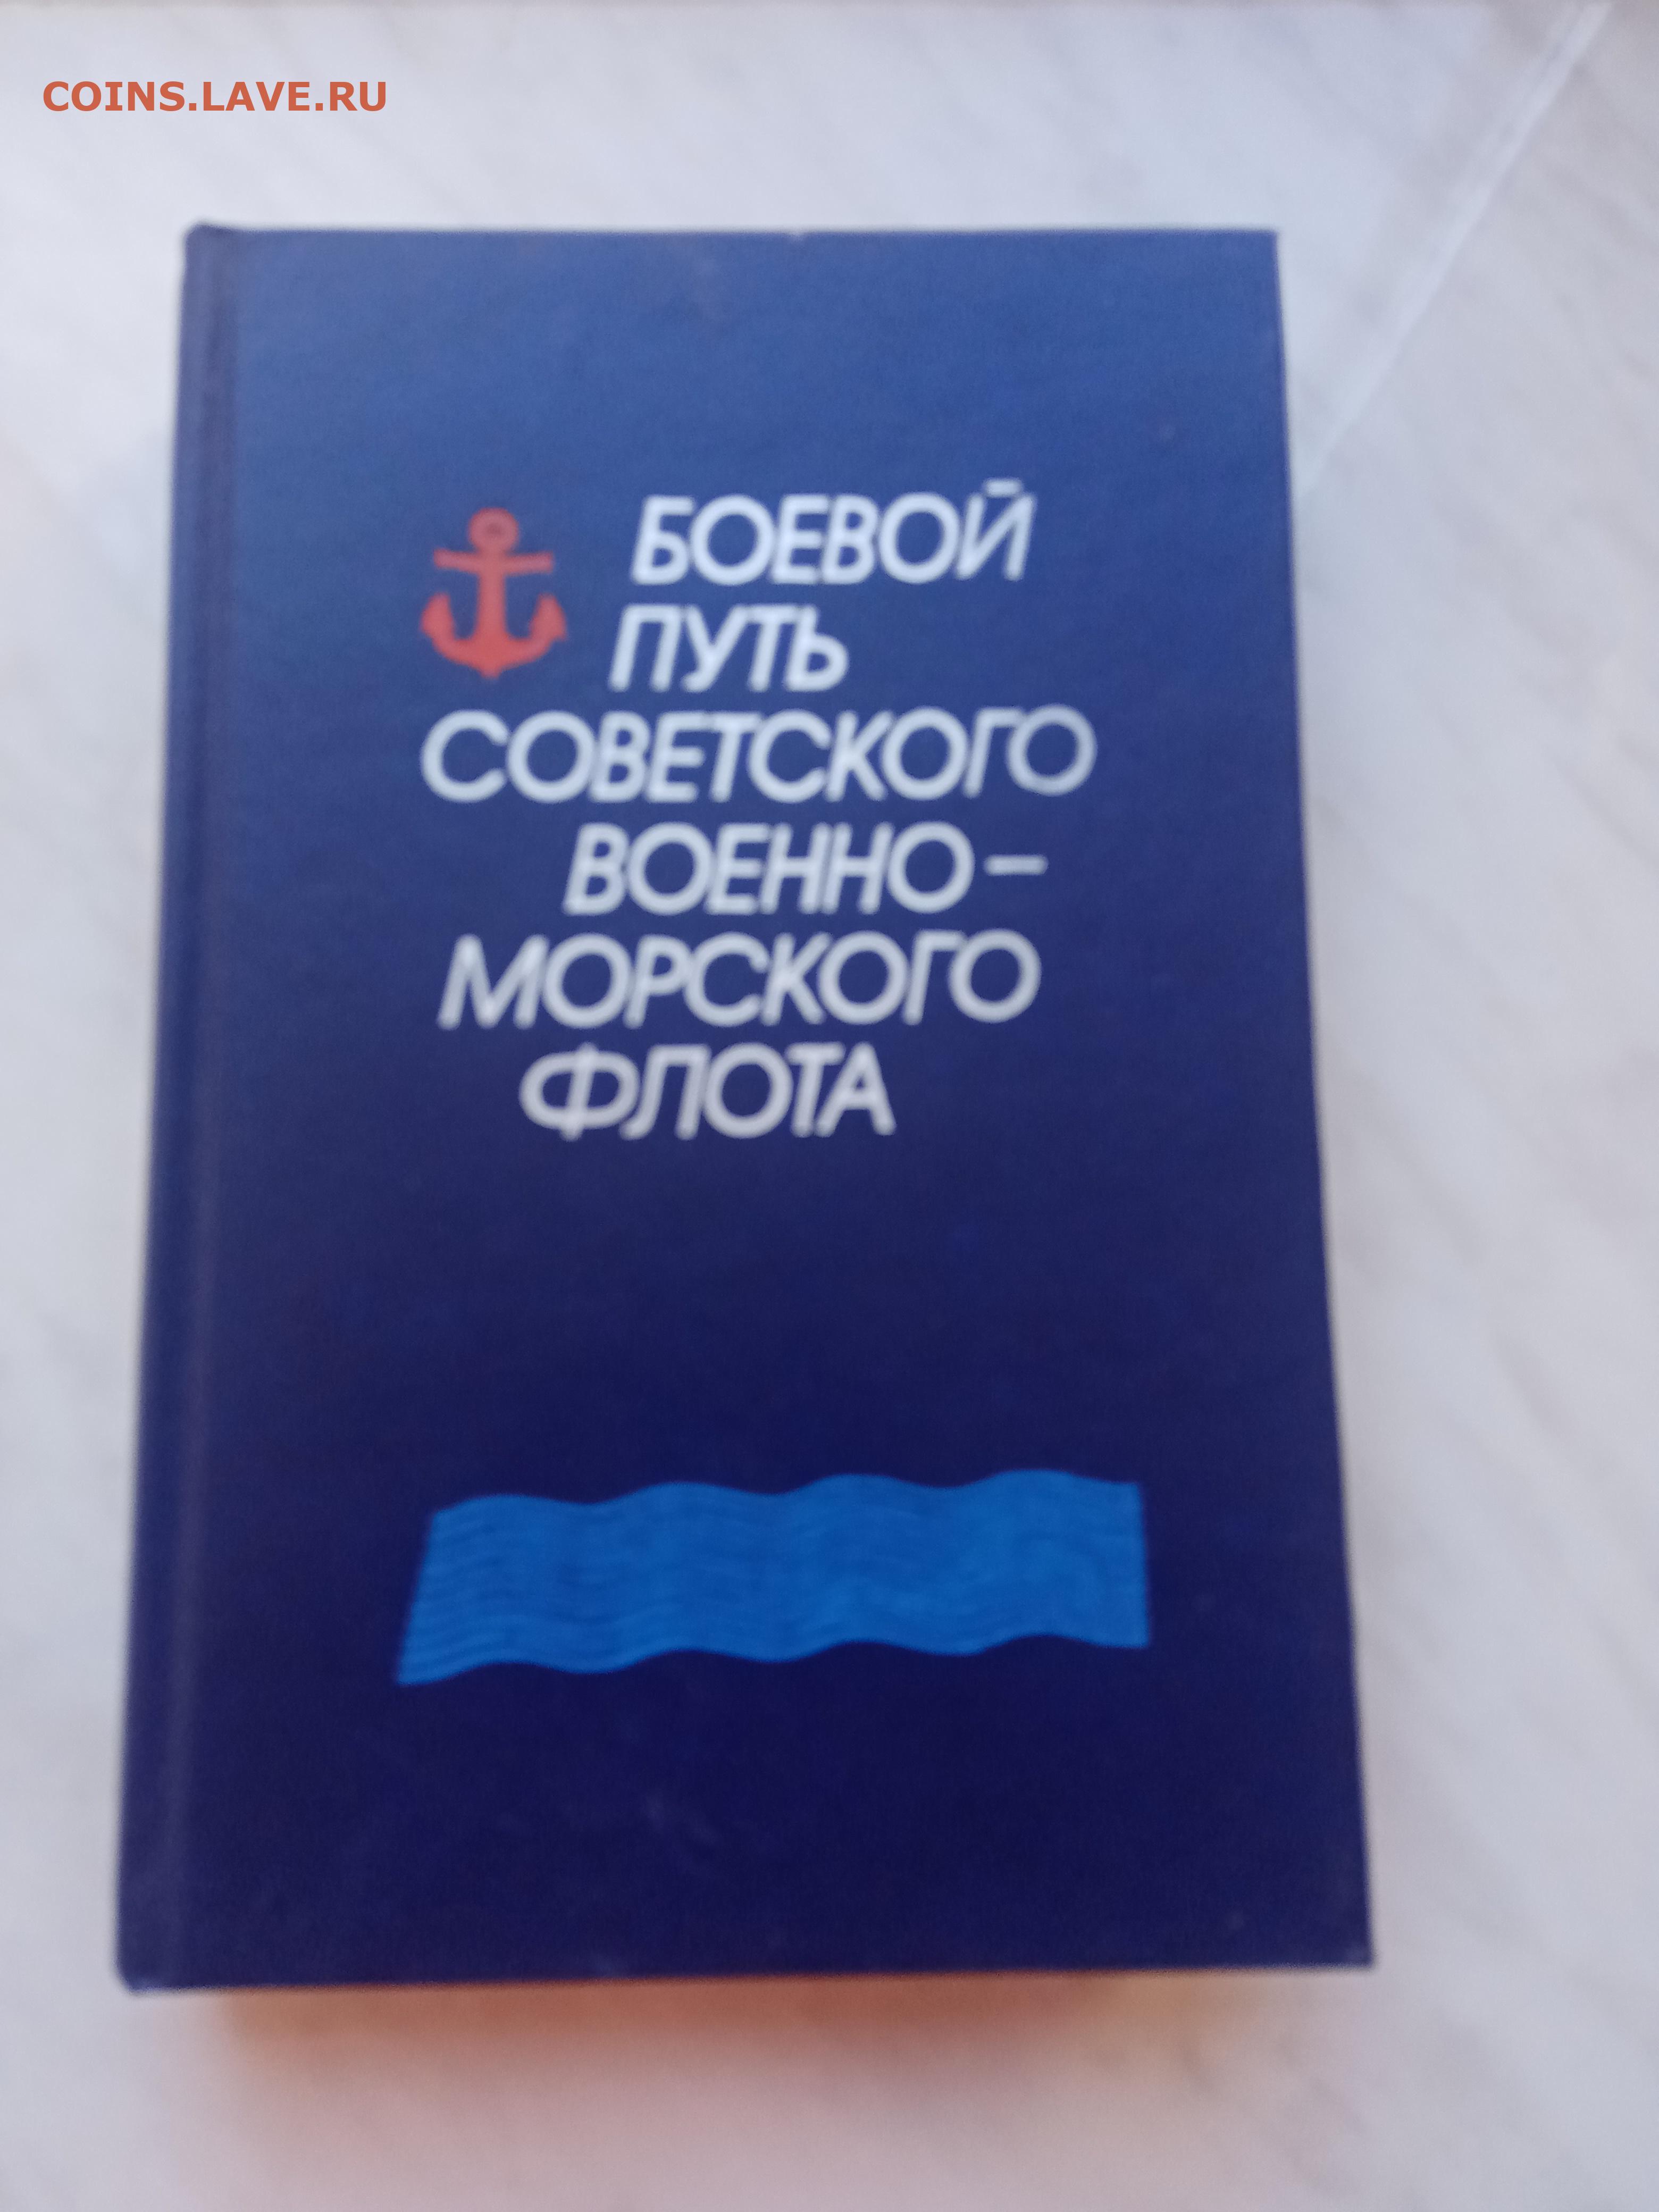 COINS.LAVE.RU
БОЕВОЙ
ПУТЬ
СОВЕТСКОГО
ВОЕННО-
МОРСКОГО
ФЛОТА